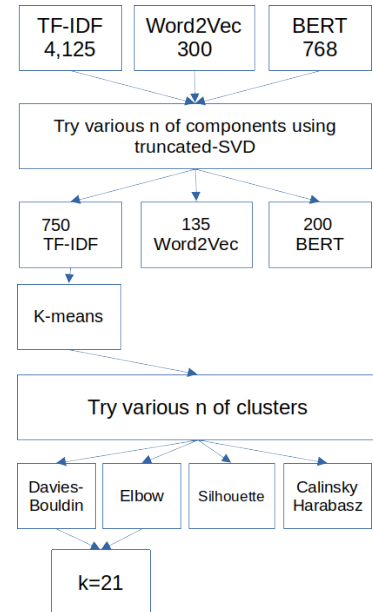 TF-IDF
4,125
Word2Vec
300
BERT
768
Try various n of components using
truncated-SVD
750
TF-IDF
135
Word2Vec
200
BERT
K-means
Try various n of clusters
Davies-
Bouldin
Elbow
Silhouette
Calinsky
Harabasz
k=21